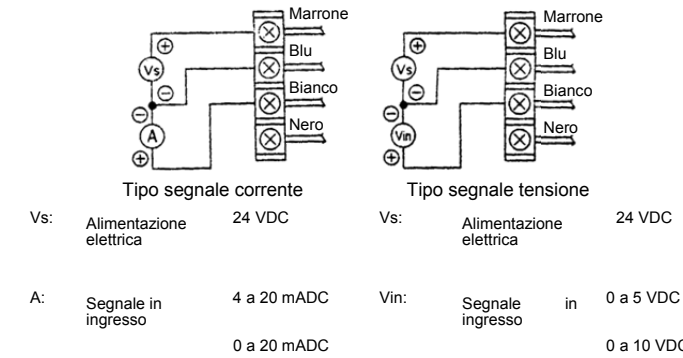 Marrone
Blu
Bianco
Nero
Vs
A
Tipo segnale corrente
Vs: Alimentazione elettrica 24 VDC
A: Segnale in ingresso 4 a 20 mADC
0 a 20 mADC
Marrone
Blu
Bianco
Nero
Vs
Vin
Tipo segnale tensione
Vs: Alimentazione elettrica 24 VDC
Vin: Segnale in ingresso 0 a 5 VDC
0 a 10 VDC